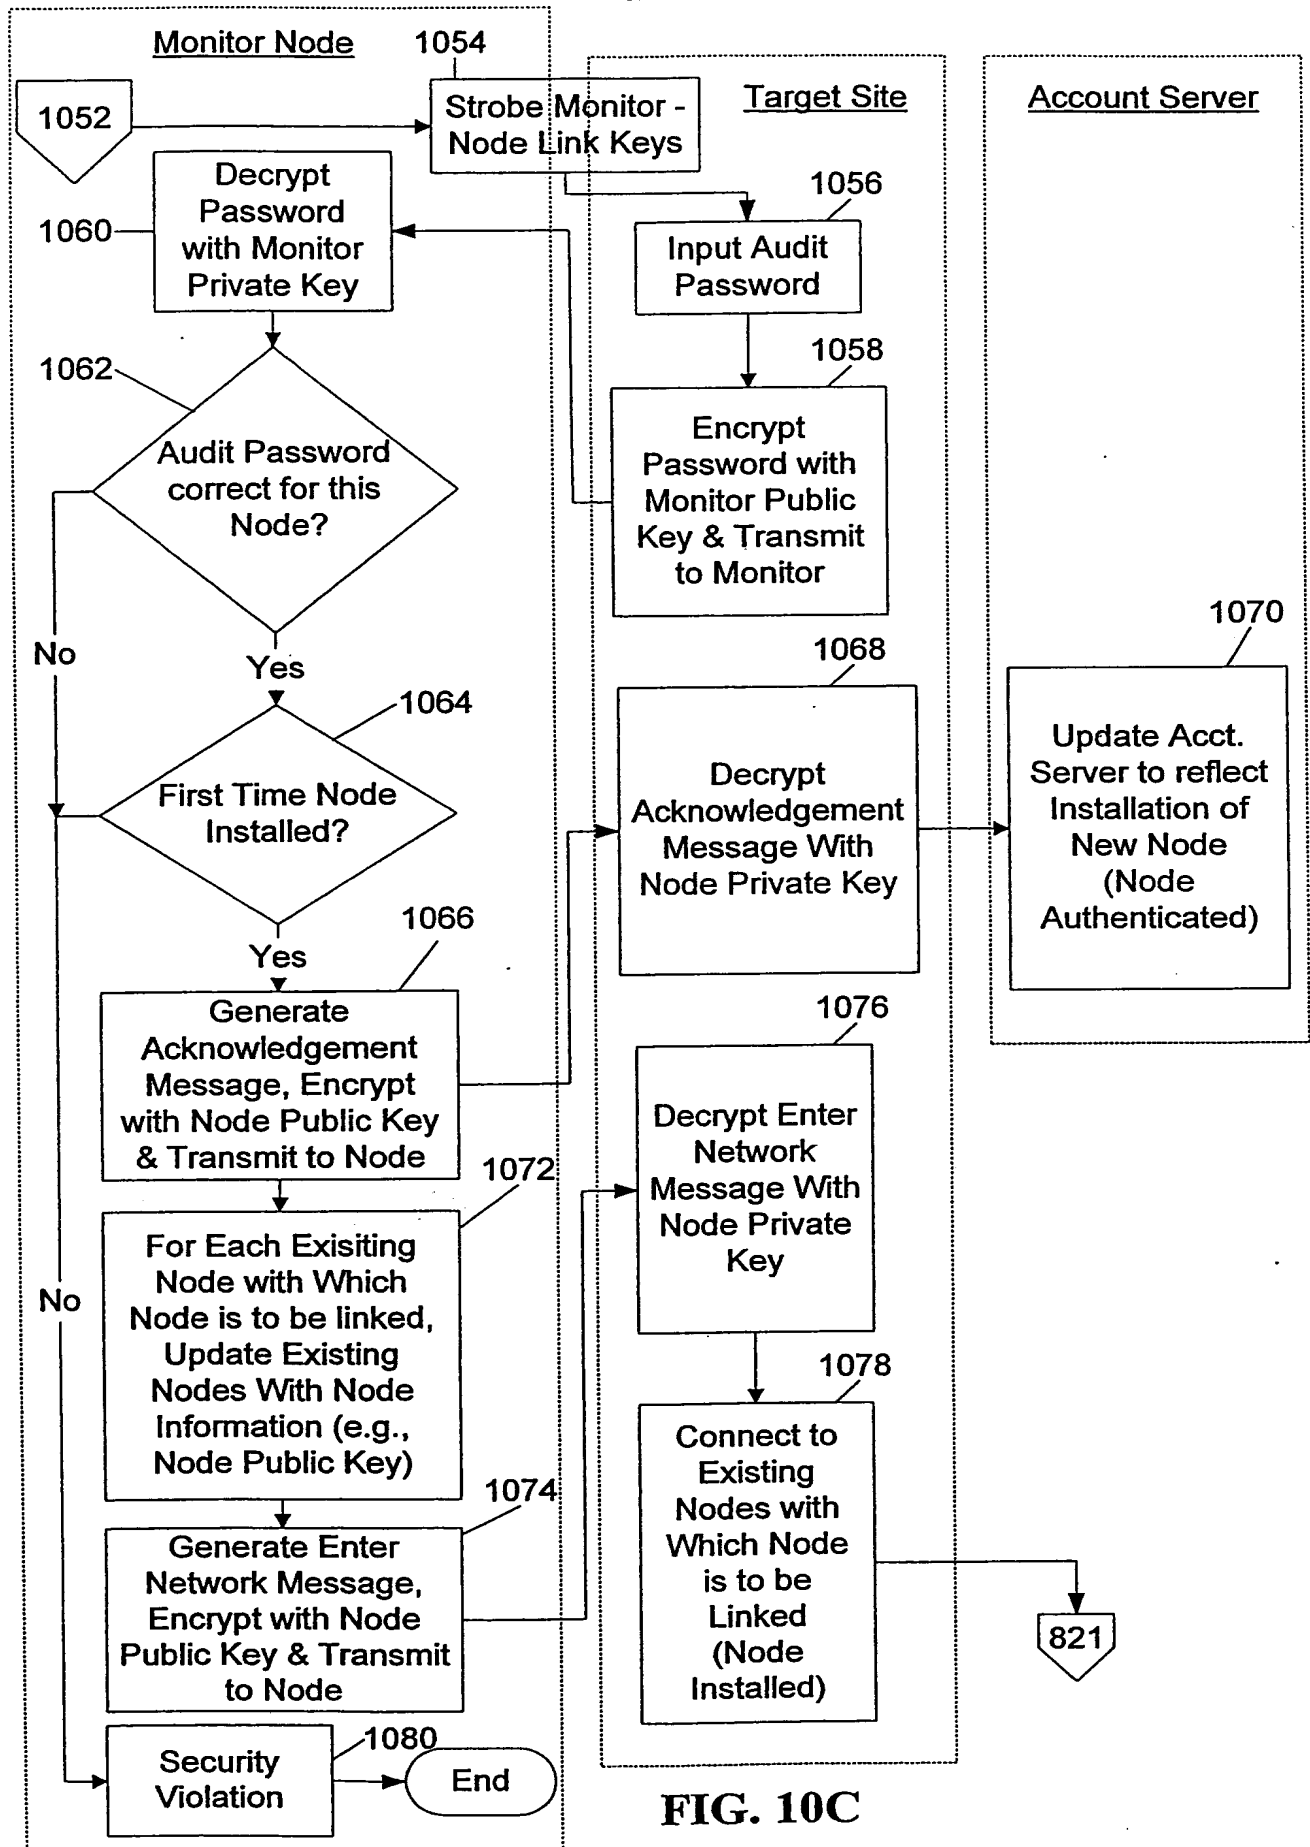 Monitor Node
1054
1052
Strobe Monitor -
Node Link Keys
Target Site
Account Server
Decrypt
Password
with Monitor
Private Key
1060
1056
Input Audit
Password
1058
Encrypt
Password with
Monitor Public
Key & Transmit
to Monitor
1062
Audit Password
correct for this
Node?
No
Yes
1064
First Time Node
Installed?
Yes
1068
Decrypt
Acknowledgement
Message With
Node Private Key
1070
Update Acct.
Server to reflect
Installation of
New Node
(Node
Authenticated)
1066
Generate
Acknowledgement
Message, Encrypt
with Node Public Key
& Transmit to Node
1076
Decrypt Enter
Network
Message With
Node Private
Key
1072
For Each Exisiting
Node with Which
Node is to be linked,
Update Existing
Nodes With Node
Information (e.g.,
Node Public Key)
No
1078
Connect to
Existing
Nodes with
Which Node
is to be
Linked
(Node
Installed)
1074
Generate Enter
Network Message,
Encrypt with Node
Public Key & Transmit
to Node
821
1080
Security
Violation
End
FIG. 10C